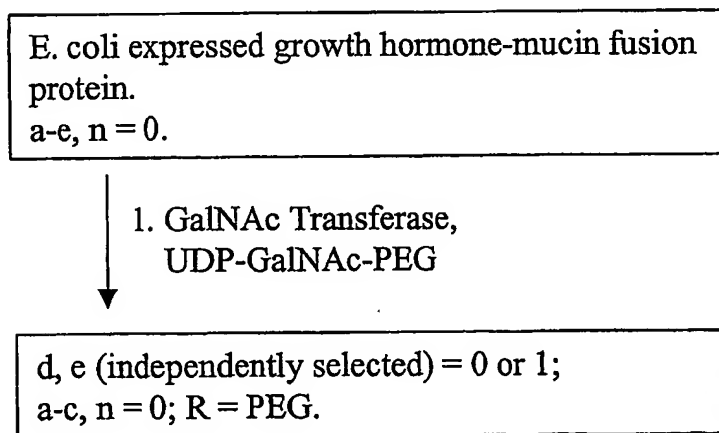 E. coli expressed growth hormone-mucin fusion
protein.
a-e, n = 0.
1. GalNAc Transferase,
UDP-GalNAc-PEG
d, e (independently selected) = 0 or 1;
a-c, n = 0; R = PEG.